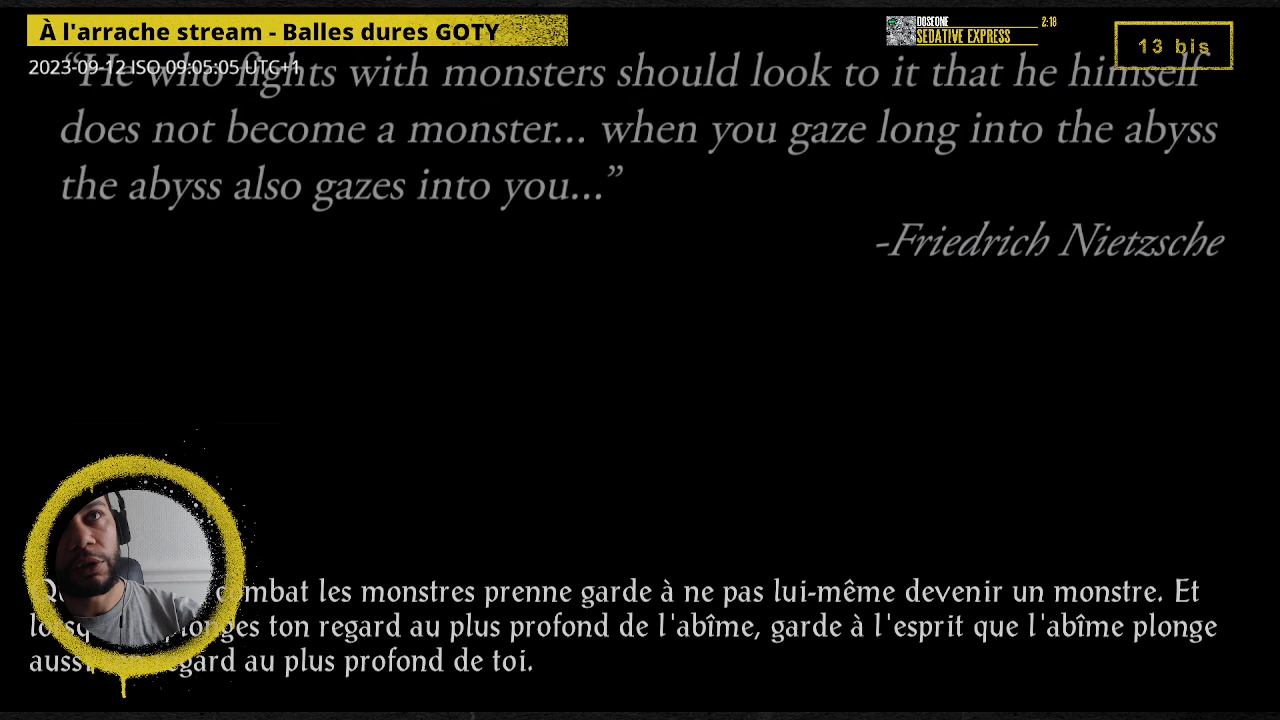 À l'arrache stream - Balles dures GOTY
DOSEONE
2:18
SEDATIVE EXPRESS
13 bis
2023-09-12 ISO 09:05:05 UTC+1
“He who fights with monsters should look to it that he himself
does not become a monster... when you gaze long into the abyss
the abyss also gazes into you...”
-Friedrich Nietzsche
combat les monstres prenne garde à ne pas lui-même devenir un monstre. Et
ton regard au plus profond de l'abîme, garde à l'esprit que l'abîme plonge
au plus profond de toi.